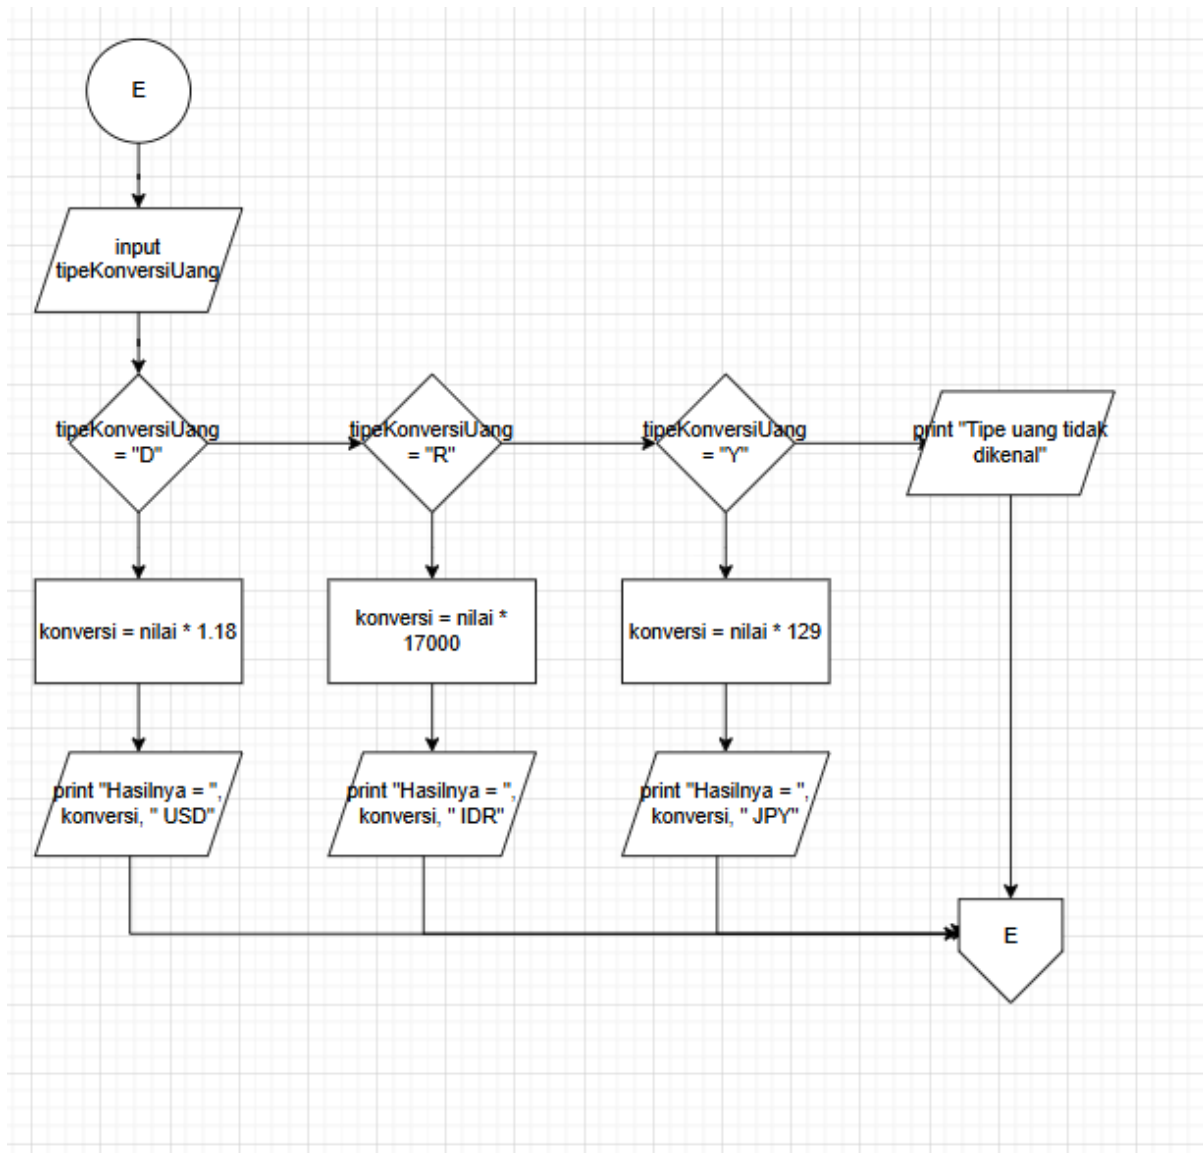 E
input
tipeKonversiUang
tipeKonversiUang
= "D"
tipeKonversiUang
= "R"
tipeKonversiUang
= "Y"
print "Tipe uang tidak
dikenal"
konversi = nilai * 1.18
konversi = nilai *
17000
konversi = nilai * 129
print "Hasilnya = ",
konversi, " USD"
print "Hasilnya = ",
konversi, " IDR"
print "Hasilnya = ",
konversi, " JPY"
E